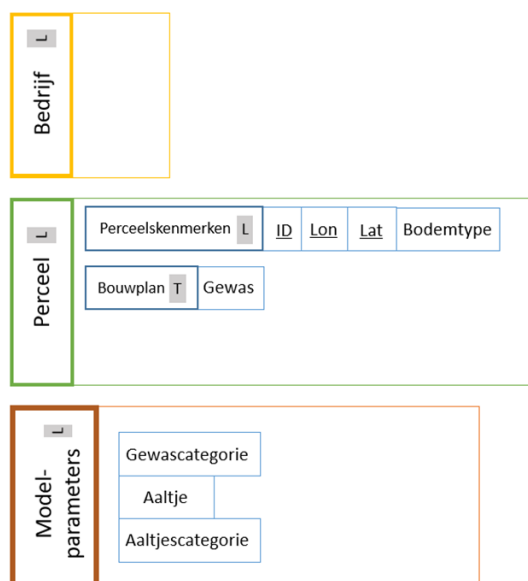 Bedrijf L
Perceel L
Perceelskenmerken L ID Lon Lat Bodemtype
Bouwplan T Gewas
Model-
parameters L
Gewascategorie
Aaltje
Aaltjescategorie